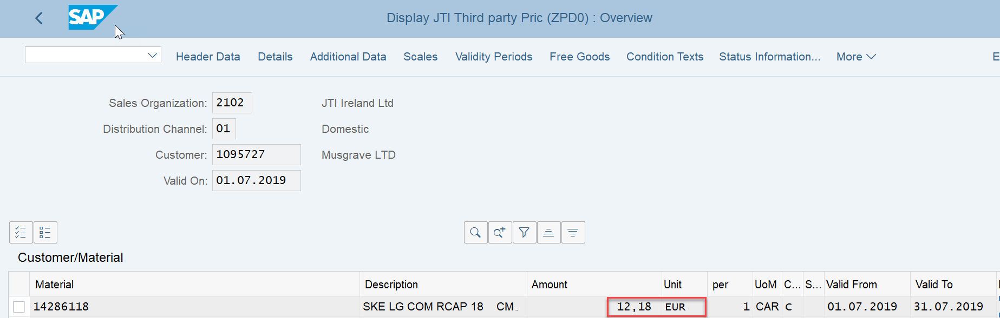 SAP
Display JTI Third party Pric (ZPD0) : Overview
Header Data Details Additional Data Scales Validity Periods Free Goods Condition Texts Status Information... More E
Sales Organization: 2102 JTI Ireland Ltd
Distribution Channel: 01 Domestic
Customer: 1095727 Musgrave LTD
Valid On: 01.07.2019
Customer/Material
Material Description Amount Unit per UoM C... S... Valid From Valid To
14286118 SKE LG COM RCAP 18 CM... 12,18 EUR 1 CAR C 01.07.2019 31.07.2019